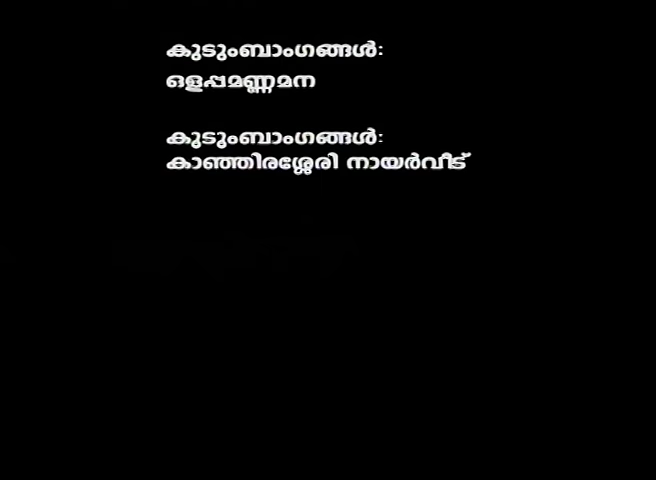 കുടുംബാംഗങ്ങൾ:
ഒളപ്പമണ്ണമന
കുടുംബാംഗങ്ങൾ:
കാഞ്ഞിരശ്ശേരി നായർവീട്